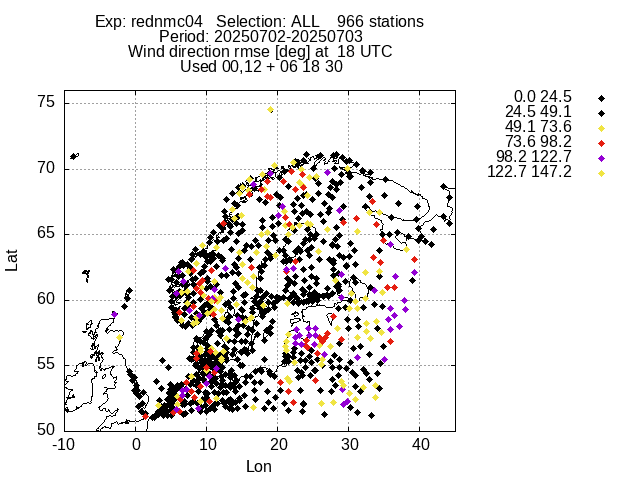 Exp: rednmc04   Selection: ALL    966 stations
Period: 20250702-20250703
Wind direction rmse [deg] at  18 UTC
Used 00,12 + 06 18 30
0.0 24.5
24.5 49.1
49.1 73.6
73.6 98.2
98.2 122.7
122.7 147.2
75
70
65
60
55
50
Lat
-10 0 10 20 30 40
Lon